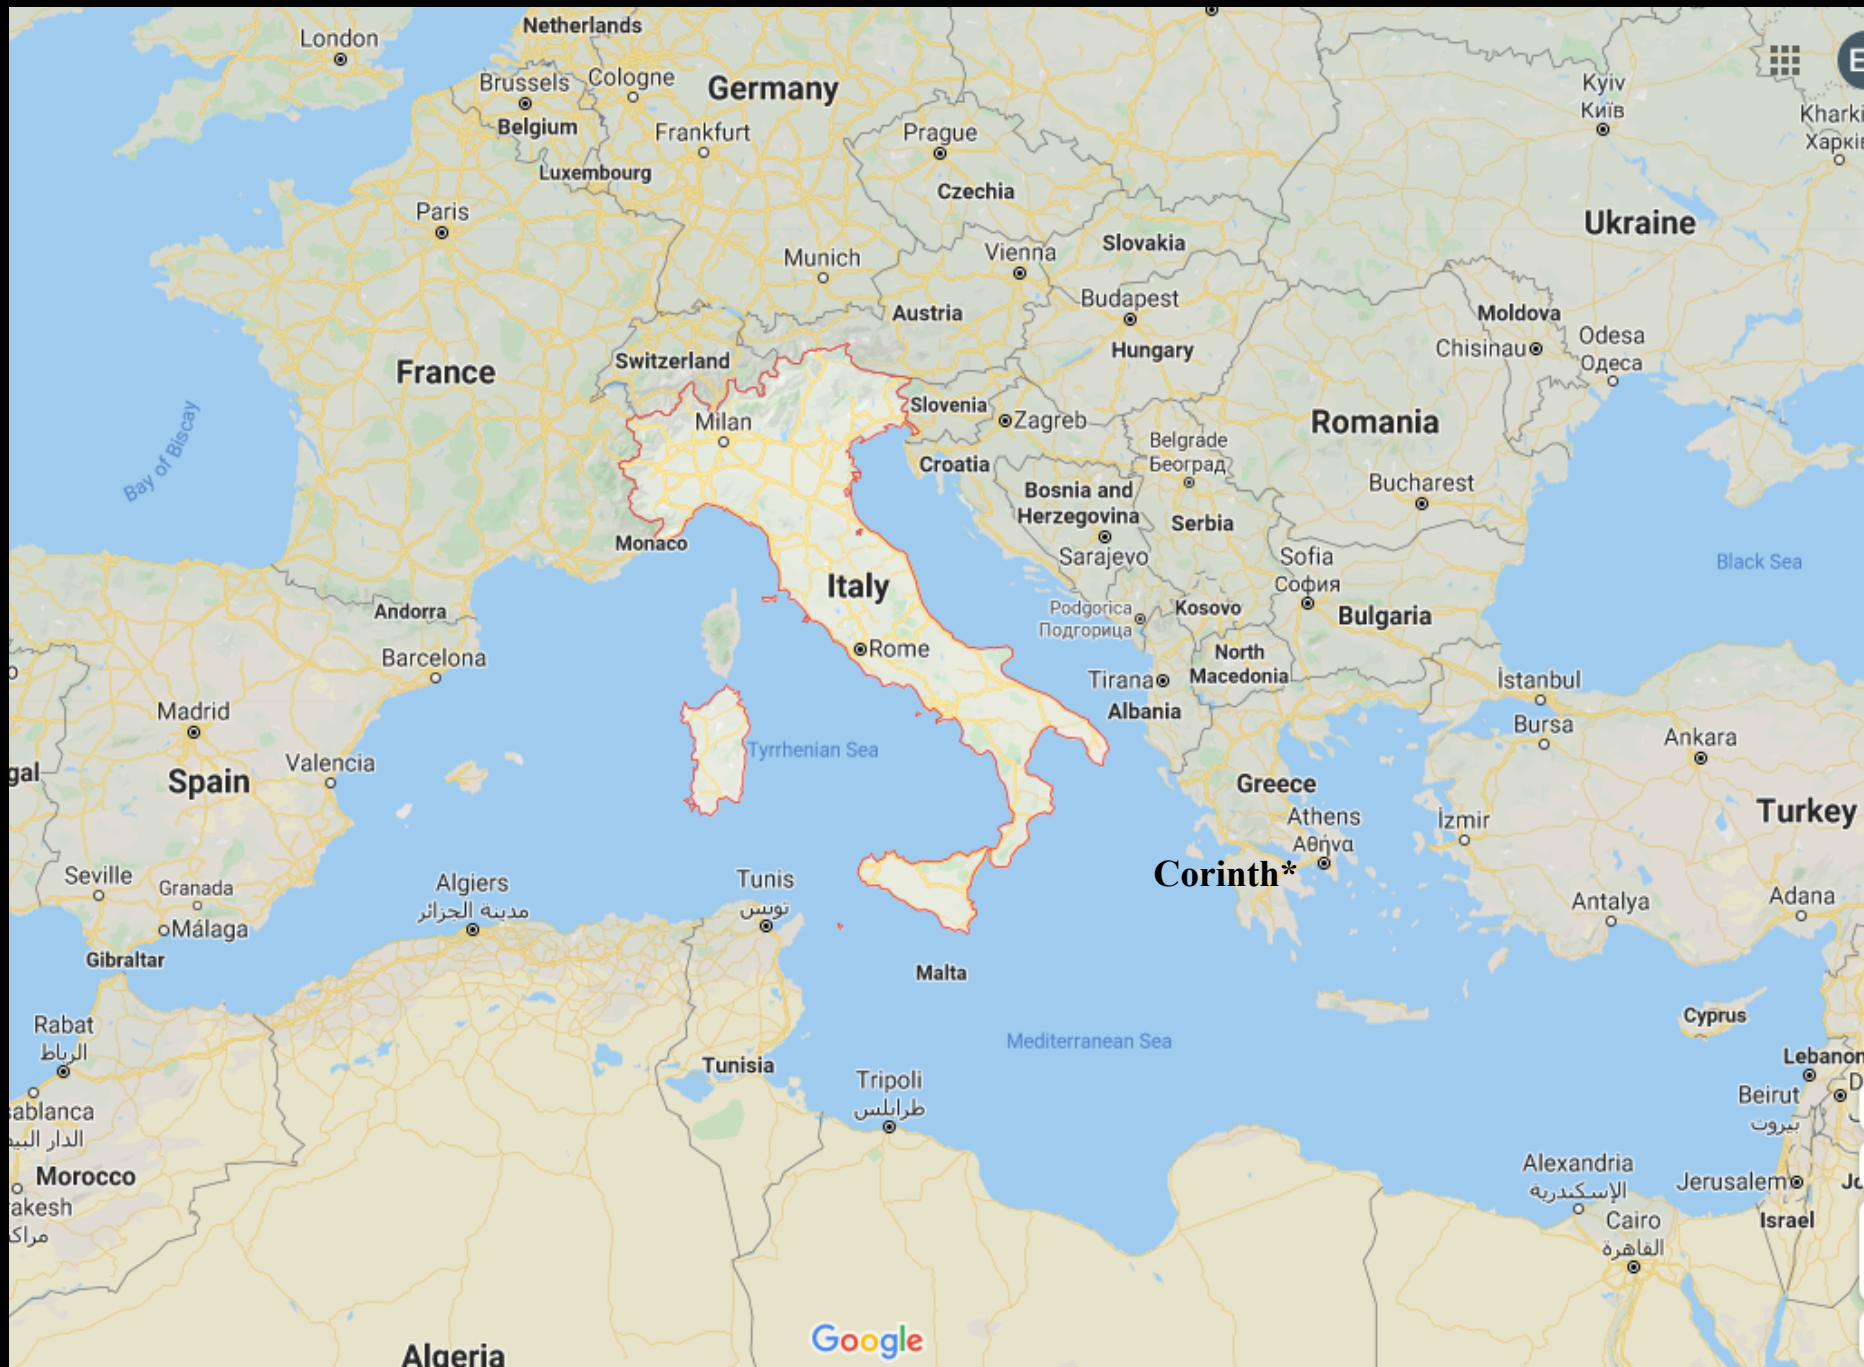 Netherlands
London
Brussels
Cologne
Germany
Belgium
Frankfurt
Prague
Kyiv
Київ
Luxembourg
Czechia
Paris
Ukraine
Slovakia
Munich
Vienna
Budapest
Austria
Moldova
Odesa
Одеса
Chisinau
Hungary
Switzerland
France
Slovenia
Zagreb
Milan
Romania
Belgrade
Београд
Croatia
Bay of Biscay
Bosnia and
Herzegovina
Bucharest
Serbia
Monaco
Sarajevo
Sofia
София
Black Sea
Italy
Andorra
Podgorica
Подгорица
Kosovo
Bulgaria
Rome
North
Macedonia
Barcelona
Tirana
İstanbul
Albania
Madrid
Bursa
Ankara
Tyrrhenian Sea
Valencia
Spain
gal
Greece
Athens
Αθήνα
İzmir
Turkey
Corinth*
Seville
Granada
Algiers
مدينة الجزائر
Tunis
تونس
Antalya
Adana
Málaga
Gibraltar
Malta
Rabat
الرباط
Mediterranean Sea
Cyprus
Tunisia
Lebanon
Tripoli
طرابلس
Beirut
بيروت
sablanca
Morocco
Alexandria
الإسكندرية
Jerusalem
akesh
Israel
Cairo
القاهرة
Google
Algeria